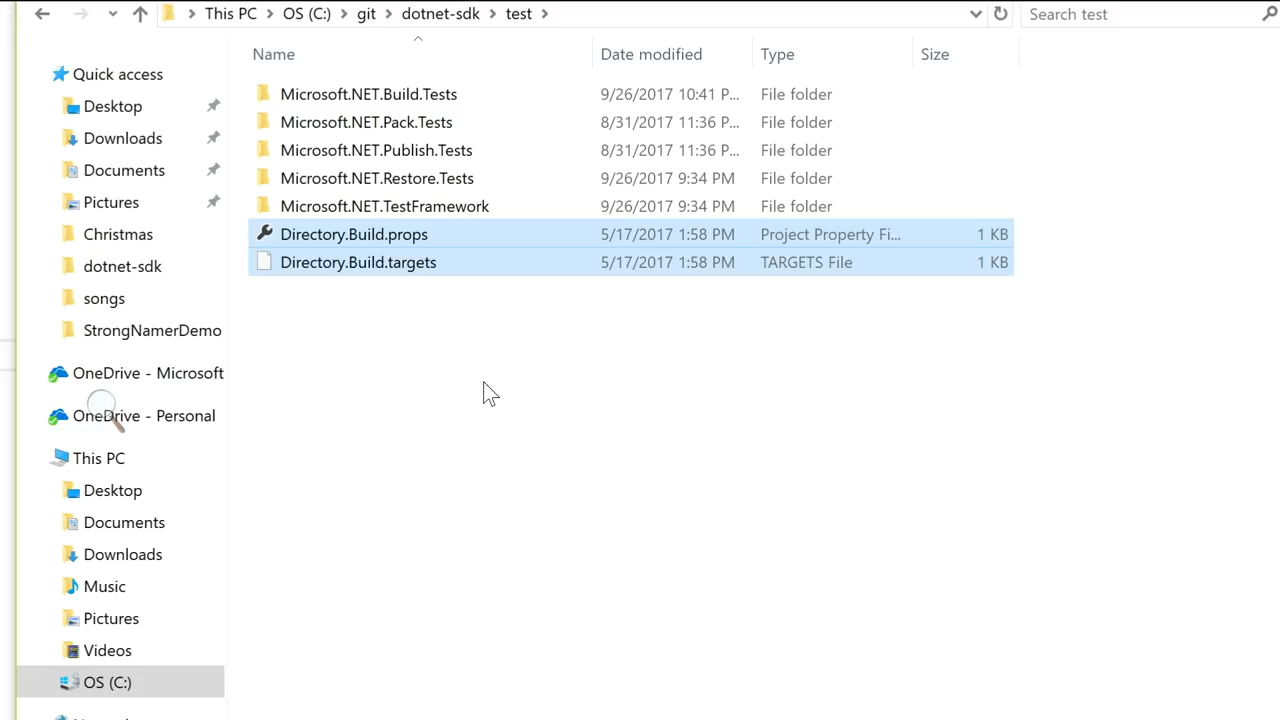 This PC > OS (C:) > git > dotnet-sdk > test >
Search test
Name Date modified Type Size
Quick access
Desktop
Downloads
Documents
Pictures
Christmas
dotnet-sdk
songs
StrongNamerDemo
OneDrive - Microsoft
OneDrive - Personal
This PC
Desktop
Documents
Downloads
Music
Pictures
Videos
OS (C:)
Microsoft.NET.Build.Tests 9/26/2017 10:41 P... File folder
Microsoft.NET.Pack.Tests 8/31/2017 11:36 P... File folder
Microsoft.NET.Publish.Tests 8/31/2017 11:36 P... File folder
Microsoft.NET.Restore.Tests 9/26/2017 9:34 PM File folder
Microsoft.NET.TestFramework 9/26/2017 9:34 PM File folder
Directory.Build.props 5/17/2017 1:58 PM Project Property Fi... 1 KB
Directory.Build.targets 5/17/2017 1:58 PM TARGETS File 1 KB